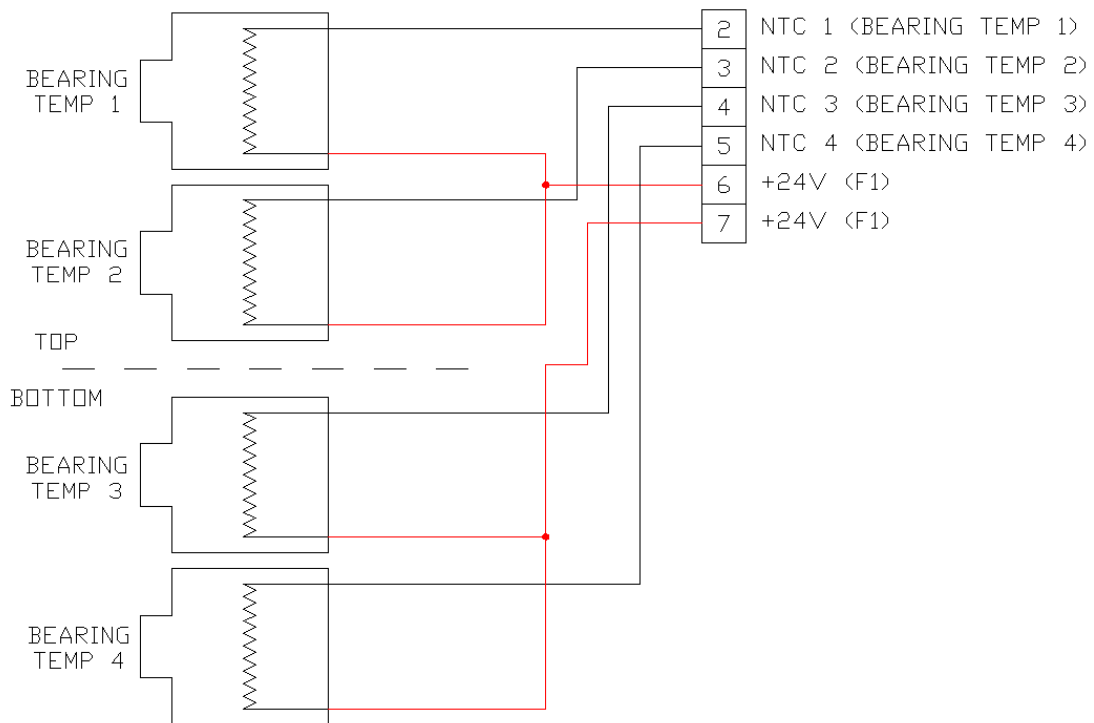 BEARING
TEMP 1
BEARING
TEMP 2
TOP
BOTTOM
BEARING
TEMP 3
BEARING
TEMP 4
2 NTC 1 (BEARING TEMP 1)
3 NTC 2 (BEARING TEMP 2)
4 NTC 3 (BEARING TEMP 3)
5 NTC 4 (BEARING TEMP 4)
6 +24V (F1)
7 +24V (F1)